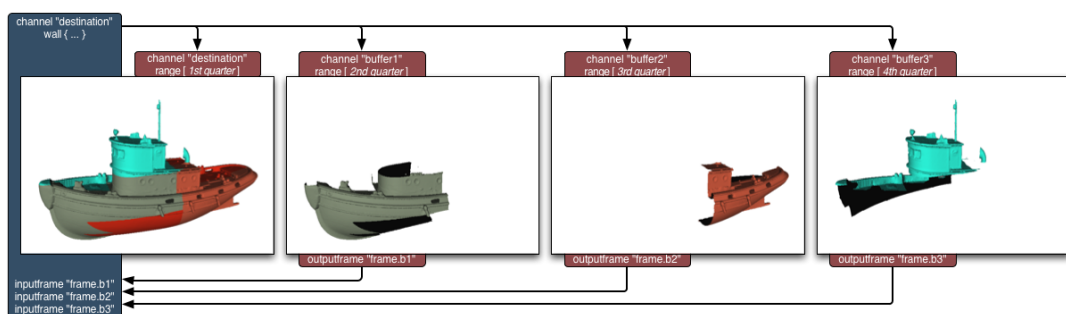 channel "destination"
wall { ... }
channel "destination"
range [ 1st quarter ]
channel "buffer1"
range [ 2nd quarter ]
channel "buffer2"
range [ 3rd quarter ]
channel "buffer3"
range [ 4th quarter ]
outputframe "frame.b1"
outputframe "frame.b2"
outputframe "frame.b3"
inputframe "frame.b1"
inputframe "frame.b2"
inputframe "frame.b3"